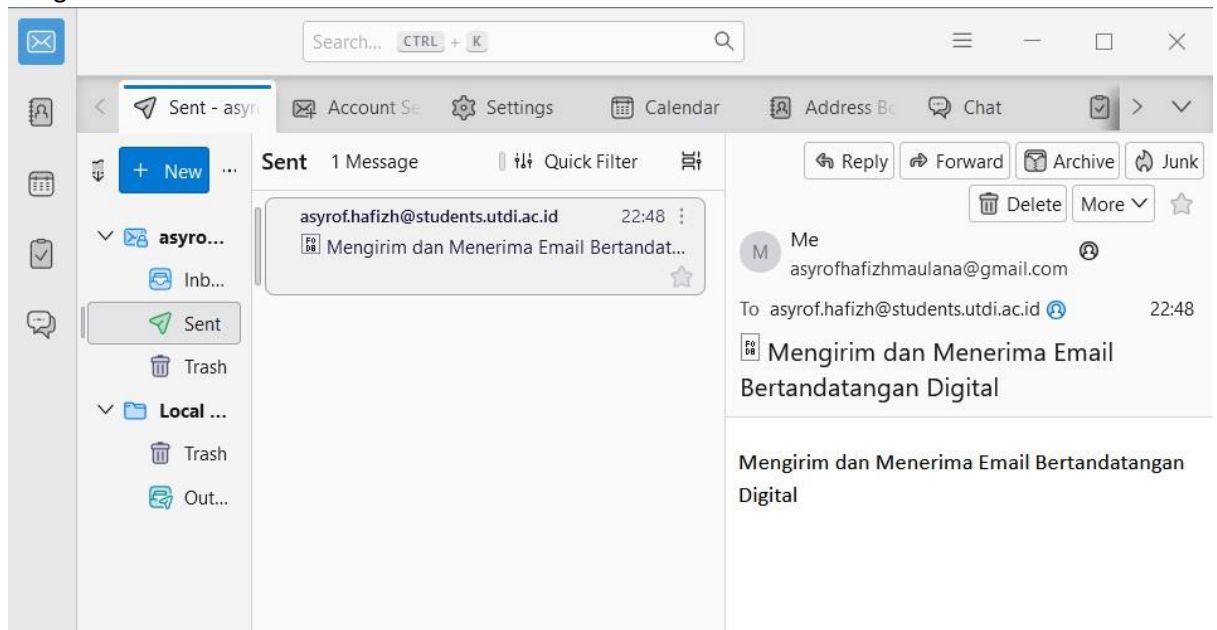 Search... CTRL + K
Sent - asyr
Account Se
Settings
Calendar
Address Bo
Chat
+ New ...
Sent 1 Message
Quick Filter
Reply
Forward
Archive
Junk
Delete
More
asyro...
Inb...
Sent
Trash
Local ...
Trash
Out...
asyrof.hafizh@students.utdi.ac.id 22:48
Mengirim dan Menerima Email Bertandat...
M
Me
asyrofhafizhmaulana@gmail.com
To asyrof.hafizh@students.utdi.ac.id 22:48
Mengirim dan Menerima Email
Bertandatangan Digital
Mengirim dan Menerima Email Bertandatangan
Digital